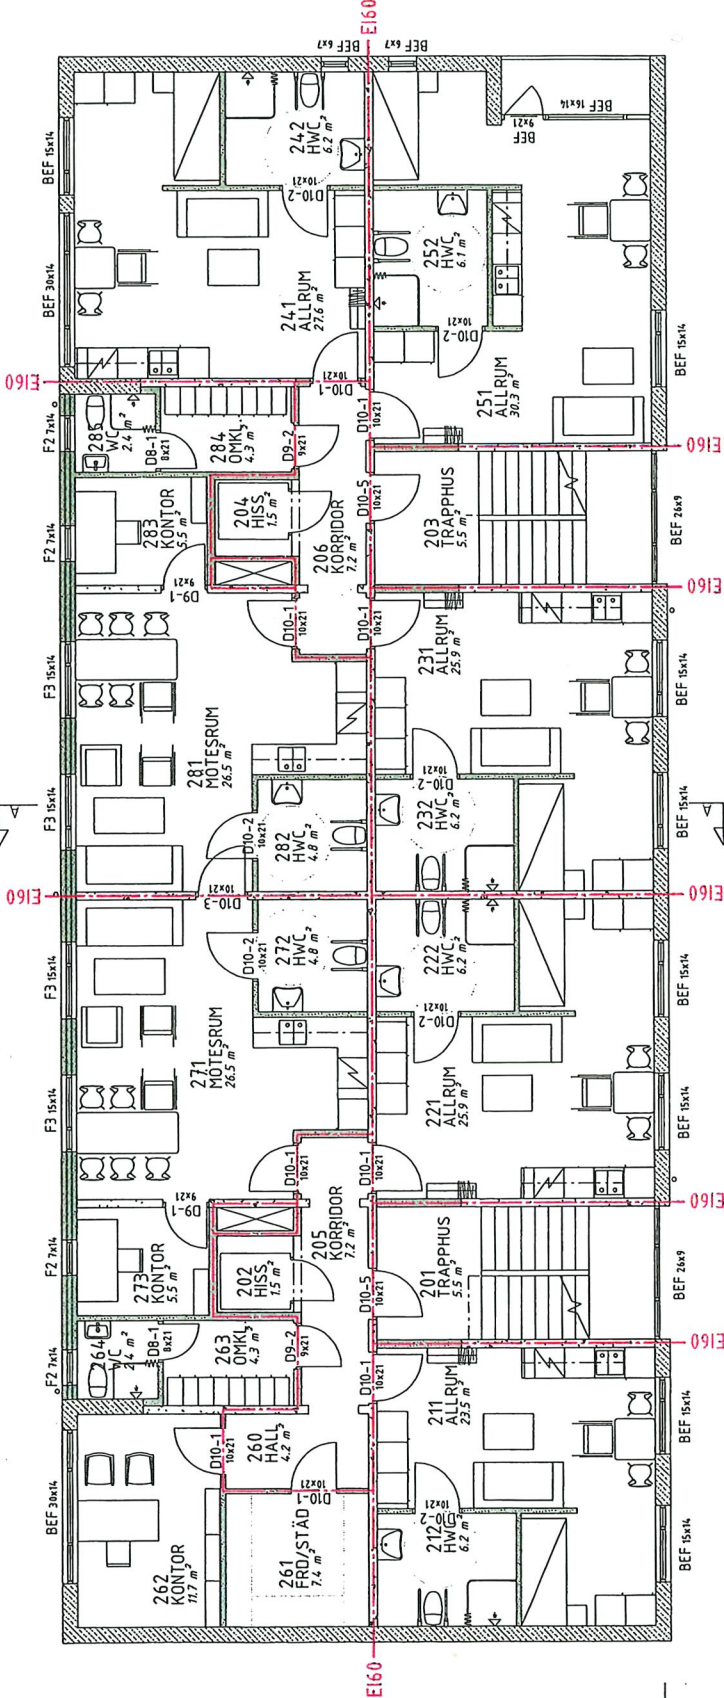 EI60
BEF 6x7
BEF 6x7
BEF 15x14
242
HWC
6.2 m²
10x21
D10-2
BEF 16x14
9x21
BEF
252
HWC
6.1 m²
BEF 30x14
241
ALLRUM
27.6 m²
10x21
D10-2
251
ALLRUM
30.3 m²
BEF 15x14
10x21
D10-1
EI60
F2 7x14
285
WC
2.4 m²
D8-1
8x21
284
OMKL.
4.3 m²
D9-2
9x21
D10-1
10x21
EI60
F2 7x14
283
KONTOR
5.5 m²
204
HISS
1.5 m²
206
KORRIDOR
7.2 m²
D10-5
10x21
203
TRAPPHUS
5.5 m²
BEF 26x9
9x21
D9-1
EI60
D10-1
10x21
D10-1
10x21
231
ALLRUM
25.9 m²
F3 15x14
BEF 15x14
281
MÖTESRUM
26.5 m²
10x21
D10-2
F3 15x14
D10-2
10x21
282
HWC
4.8 m²
232
HWC
6.2 m²
BEF 15x14
A
A
EI60
10x21
D10-3
EI60
F3 15x14
D10-2
10x21
272
HWC
4.8 m²
222
HWC
6.2 m²
BEF 15x14
10x21
D10-2
271
MÖTESRUM
26.5 m²
F3 15x14
221
ALLRUM
25.9 m²
BEF 15x14
D10-1
10x21
D10-1
10x21
9x21
D9-1
EI60
F2 7x14
273
KONTOR
5.5 m²
202
HISS
1.5 m²
205
KORRIDOR
7.2 m²
D10-5
10x21
201
TRAPPHUS
5.5 m²
BEF 26x9
F2 7x14
264
WC
2.4 m²
D8-1
8x21
263
OMKL.
4.3 m²
D9-2
9x21
EI60
D10-1
10x21
211
ALLRUM
23.5 m²
BEF 15x14
BEF 30x14
D10-1
10x21
260
HALL
4.2 m²
10x21
D10-1
10x21
D10-2
262
KONTOR
11.7 m²
261
FRD/STÄD
7.4 m²
212
HWC
6.2 m²
BEF 15x14
EI60